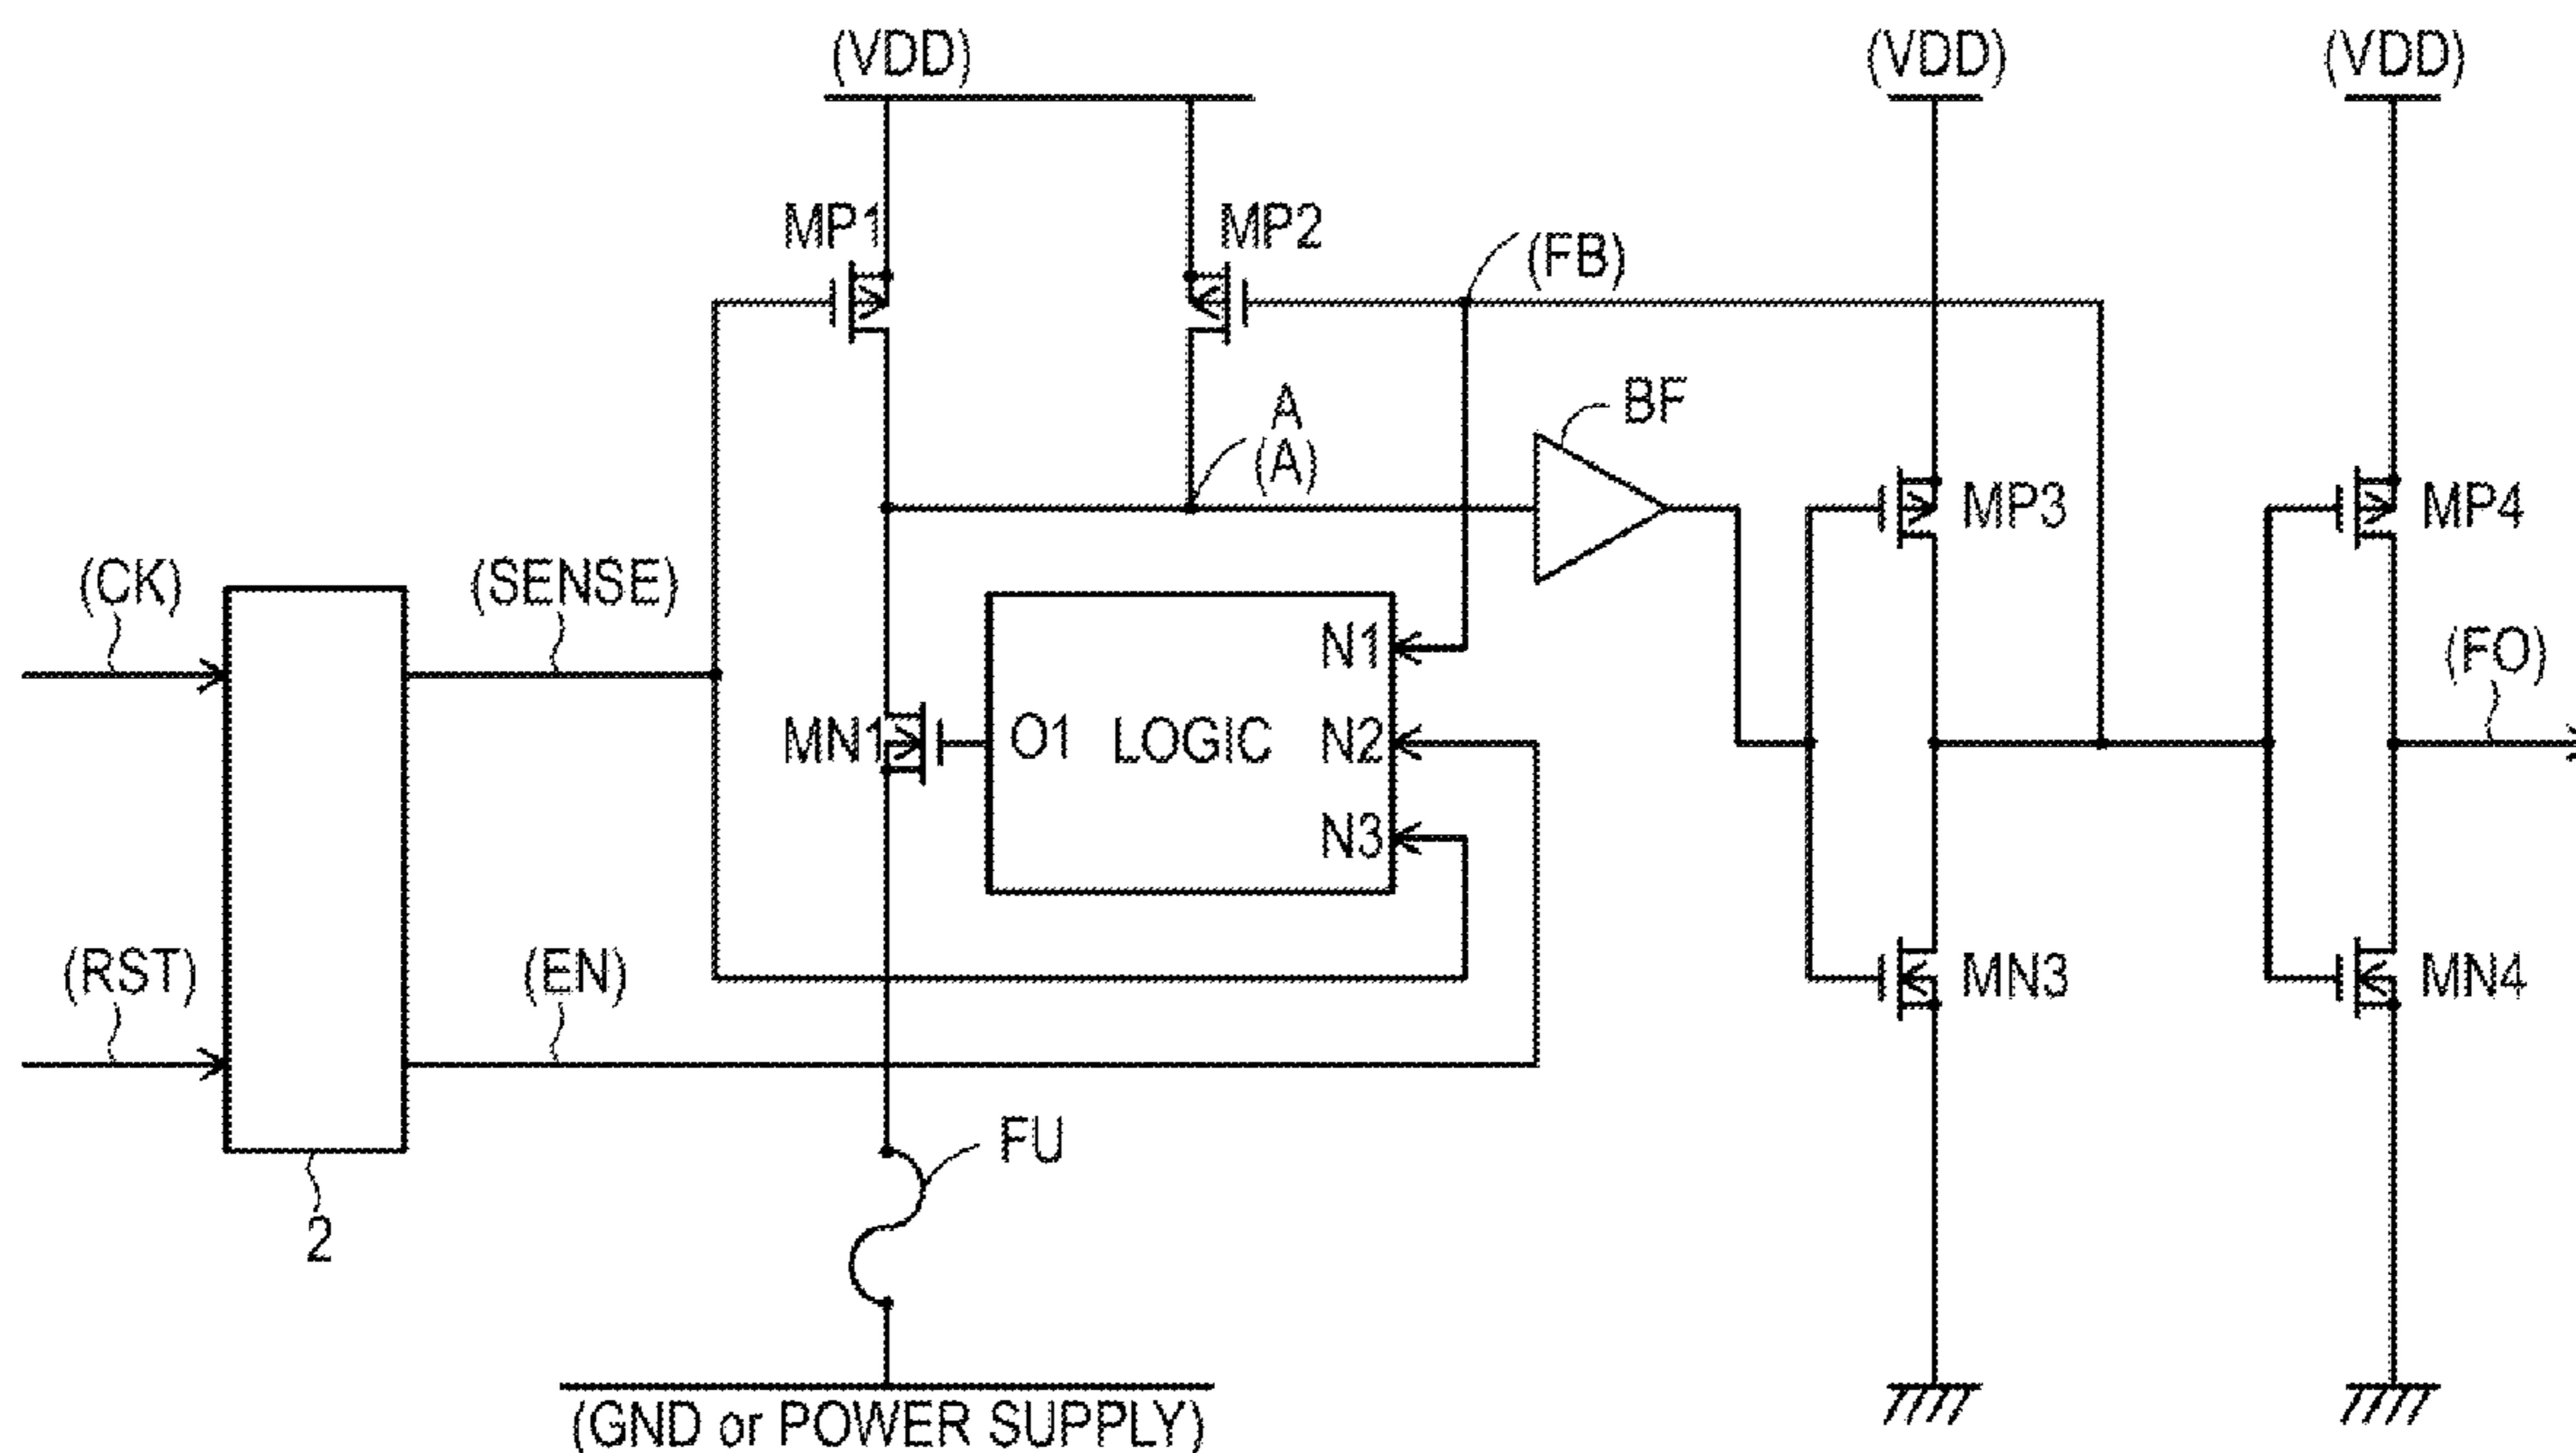 (VDD)
(VDD)
(VDD)
MP1
MP2
(FB)
A
(A)
BF
MP3
MP4
(CK)
(SENSE)
N1
(FO)
MN1
O1
LOGIC
N2
N3
(RST)
(EN)
MN3
MN4
FU
2
(GND or POWER SUPPLY)